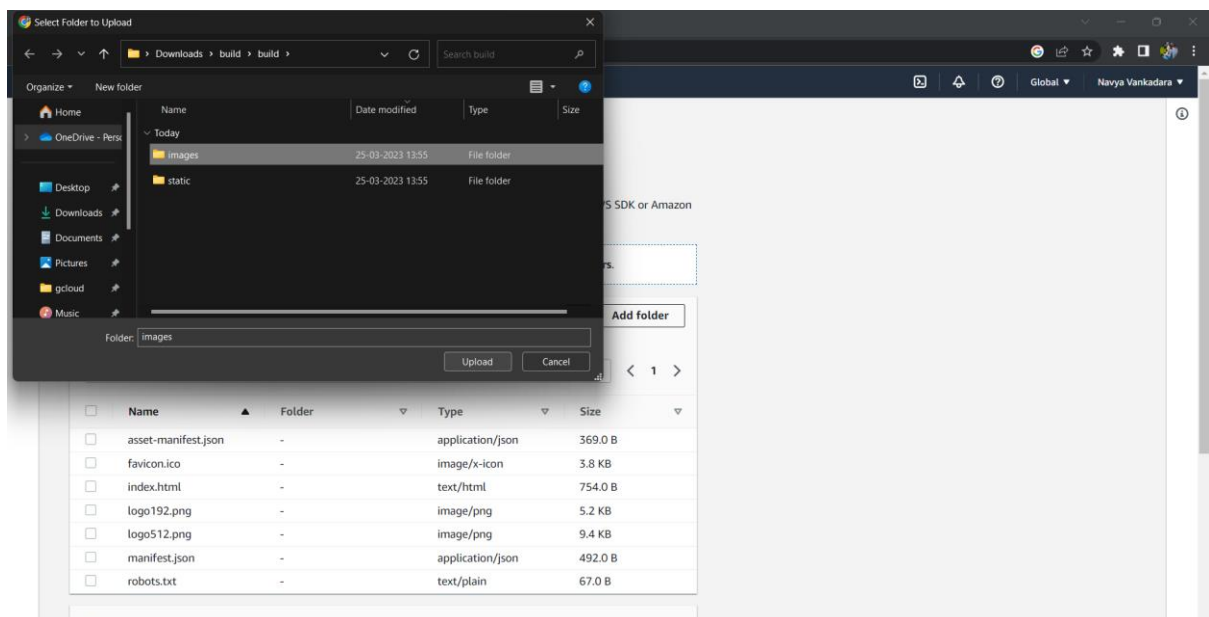 Select Folder to Upload
Downloads › build › build ›
Search build
Organize
New folder
Global
Navya Vankadara
Home
OneDrive - Pers
Desktop
Downloads
Documents
Pictures
gcloud
Music
Name Date modified Type Size
Today
images 25-03-2023 13:55 File folder
static 25-03-2023 13:55 File folder
Folder: images
Upload Cancel
SDK or Amazon
rs.
Add folder
1
Name Folder Type Size
asset-manifest.json - application/json 369.0 B
favicon.ico - image/x-icon 3.8 KB
index.html - text/html 754.0 B
logo192.png - image/png 5.2 KB
logo512.png - image/png 9.4 KB
manifest.json - application/json 492.0 B
robots.txt - text/plain 67.0 B